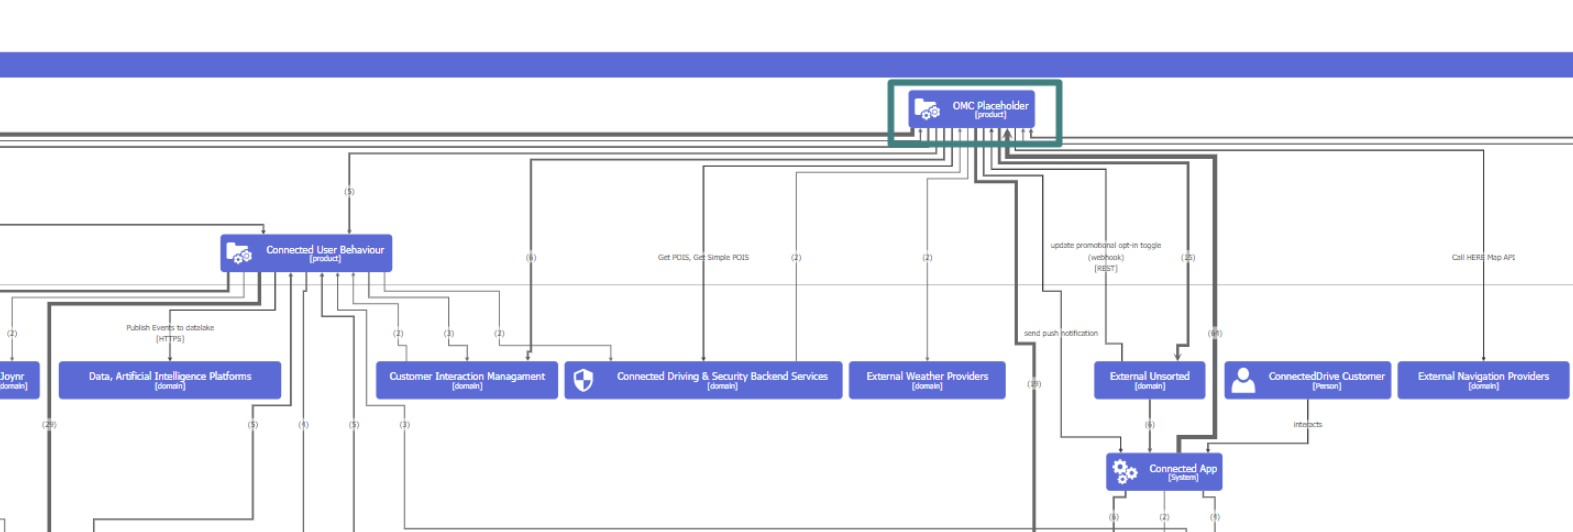 OMC Placeholder
[product]
(5)
Connected User Behaviour
[product]
update promotional opt-in toggle
(webhook)
[REST]
(6)
Get POIS, Get Simple POIS
(2)
(2)
(15)
Call HERE Map API
(2)
Publish Events to datalake
[HTTPS]
(2)
(3)
(2)
send push notification
(64)
Joynr
[domain]
Data, Artificial Intelligence Platforms
[domain]
Customer Interaction Managament
[domain]
Connected Driving & Security Backend Services
[domain]
External Weather Providers
[domain]
(19)
External Unsorted
[domain]
ConnectedDrive Customer
[Person]
External Navigation Providers
[domain]
(29)
(5)
(4)
(5)
(3)
(6)
interacts
Connected App
[System]
(6)
(2)
(4)